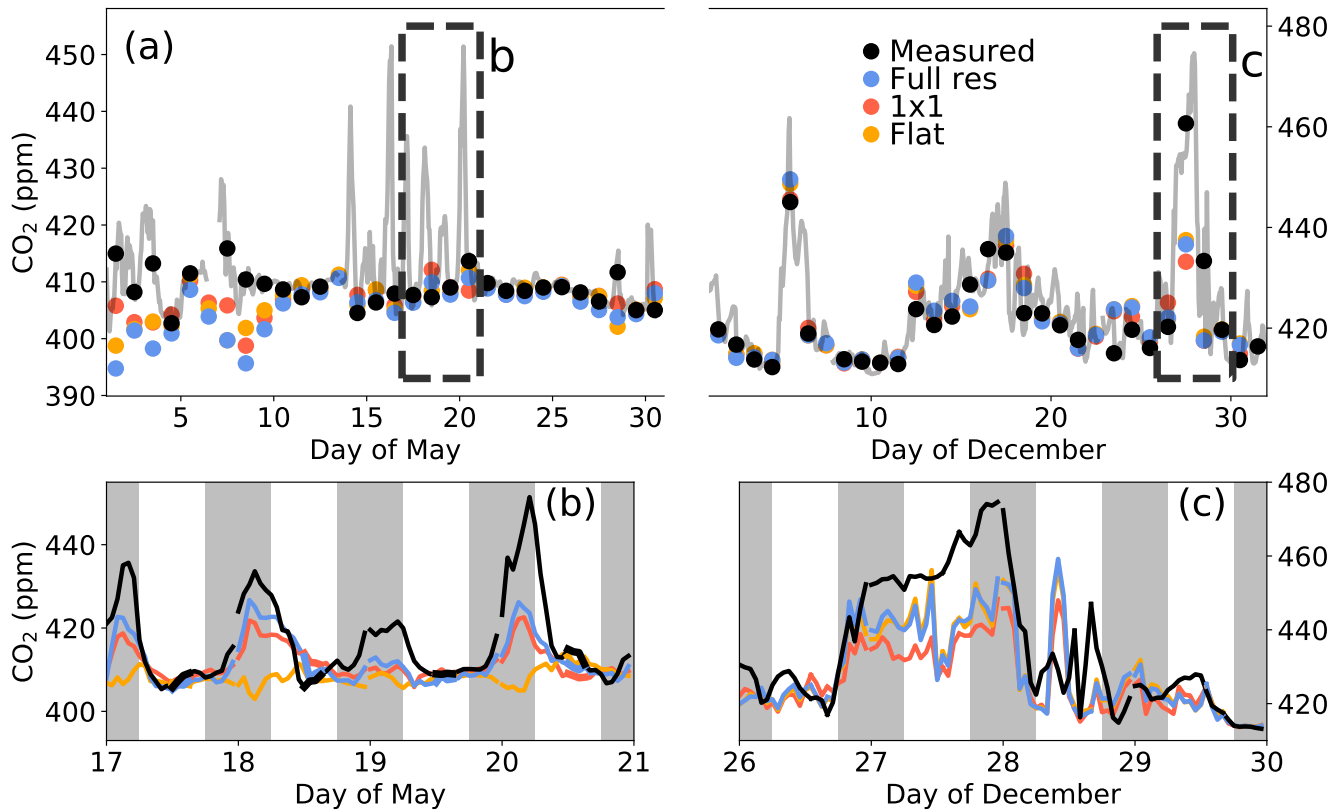 (a)
b
c
Measured
Full res
1x1
Flat
CO2 (ppm)
450
440
430
420
410
400
390
480
460
440
420
5
10
15
20
25
30
10
20
30
Day of May
Day of December
(b)
(c)
CO2 (ppm)
440
420
400
480
460
440
420
17
18
19
20
21
26
27
28
29
30
Day of May
Day of December